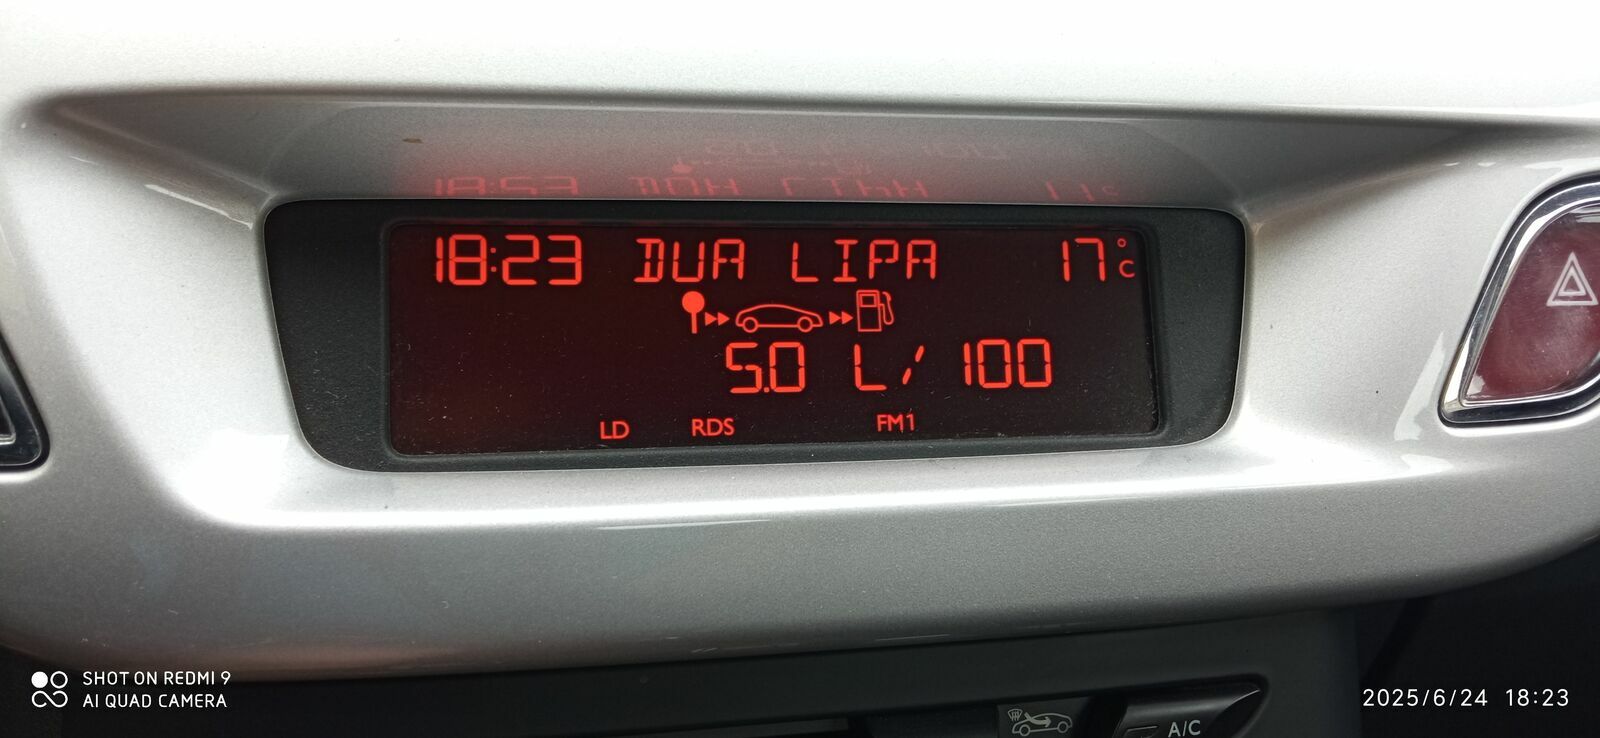 18:23 DUA LIPA 17°C
5.0 L/100
LD RDS FM1
SHOT ON REDMI 9
AI QUAD CAMERA
2025/6/24 18:23
A/C